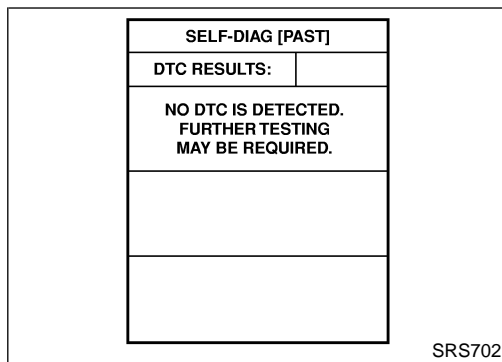 SELF-DIAG [PAST]
DTC RESULTS:
NO DTC IS DETECTED.
FURTHER TESTING
MAY BE REQUIRED.
SRS702